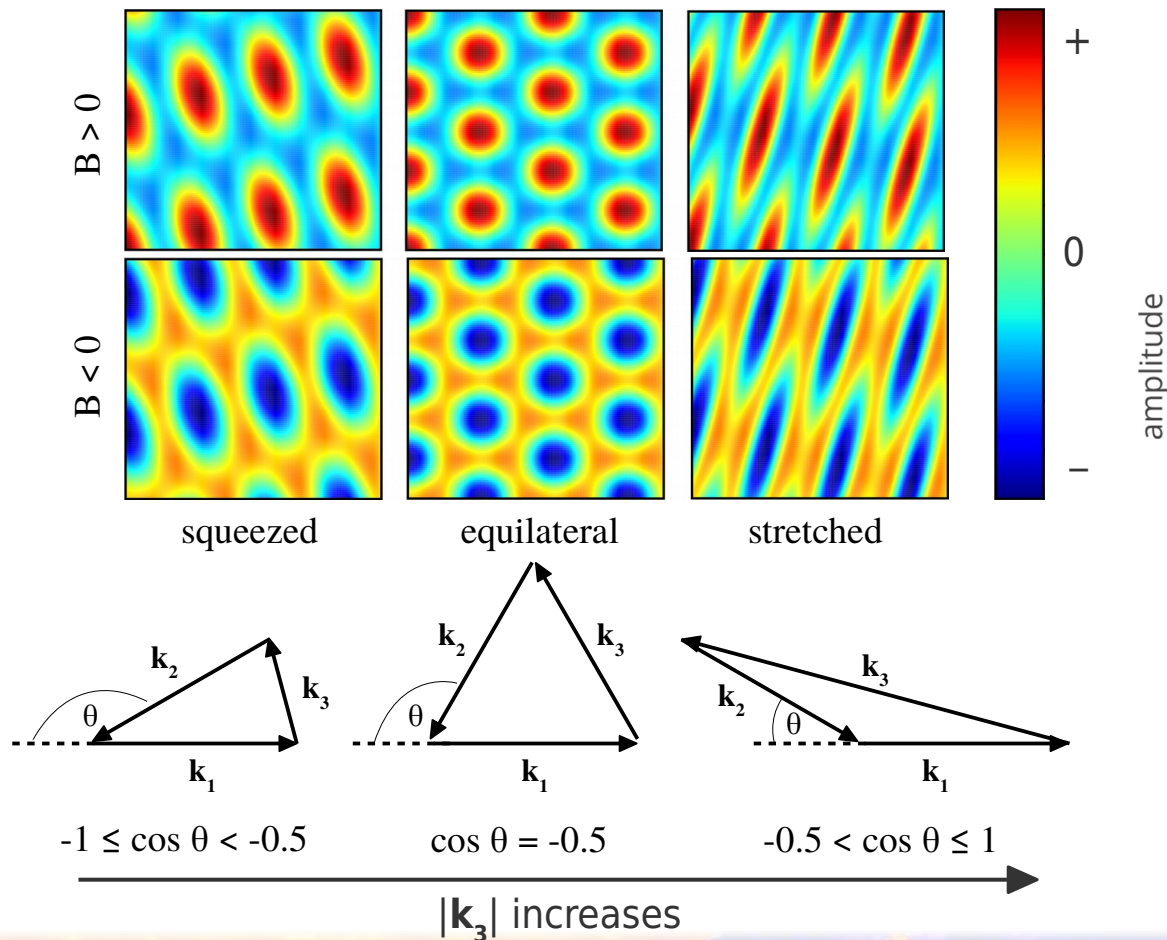 B > 0
B < 0
+
0
−
amplitude
squeezed
equilateral
stretched
k₂
k₃
θ
k₁
k₂
k₃
θ
k₁
k₃
k₂
θ
k₁
-1 ≤ cos θ < -0.5
cos θ = -0.5
-0.5 < cos θ ≤ 1
|k₃| increases